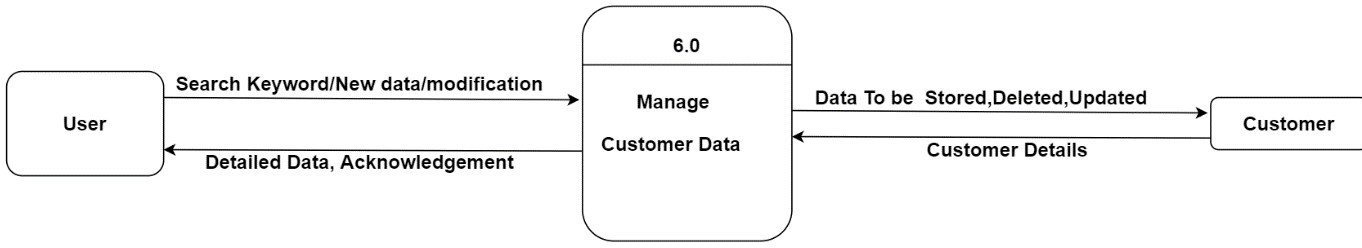 6.0
Search Keyword/New data/modification
Manage
Data To be  Stored,Deleted,Updated
User
Customer
Customer Data
Customer Details
Detailed Data, Acknowledgement